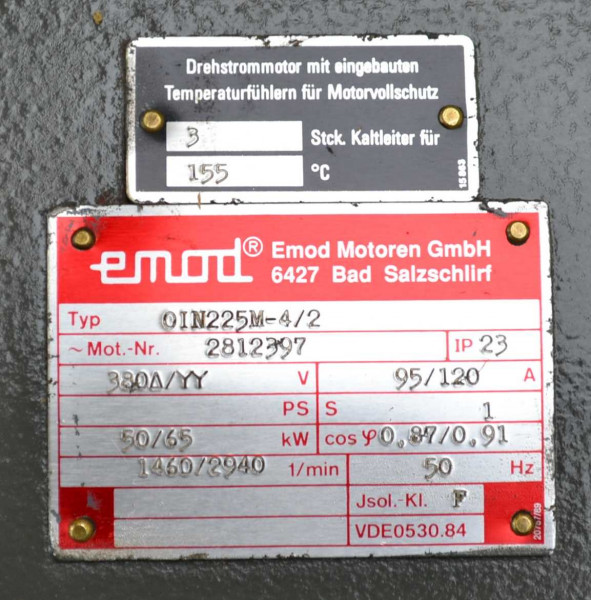 Drehstrommotor mit eingebauten
Temperaturfühlern für Motorvollschutz
3 Stck. Kaltleiter für
155 °C
15863
emod® Emod Motoren GmbH
6427 Bad Salzschlirf
Typ OIN225M-4/2
~Mot.-Nr. 2812397 IP 23
380Δ/YY V 95/120 A
PS S 1
50/65 kW cos φ 0,87/0,91
1460/2940 1/min 50 Hz
Jsol.-Kl. F
VDE0530.84